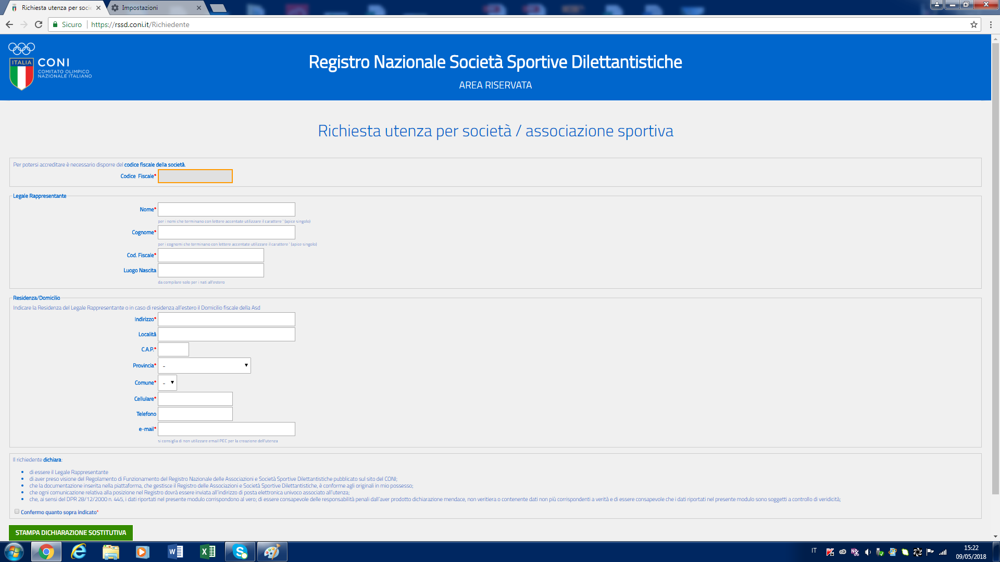 Richiesta utenza per socie
Impostazioni
Sicuro
https://rssd.coni.it/Richiedente
ITALIA
CONI
COMITATO OLIMPICO
NAZIONALE ITALIANO
Registro Nazionale Società Sportive Dilettantistiche
AREA RISERVATA
Richiesta utenza per società / associazione sportiva
Per potersi accreditare è necessario disporre del codice fiscale della società.
Codice Fiscale*
Legale Rappresentante
Nome*
per i nomi che terminano con lettere accentate utilizzare il carattere ' (apice singolo)
Cognome*
per i cognomi che terminano con lettere accentate utilizzare il carattere ' (apice singolo)
Cod. Fiscale*
Luogo Nascita
da compilare solo per i nati all'estero
Residenza/Domicilio
Indicare la Residenza del Legale Rappresentante o in caso di residenza all'estero il Domicilio fiscale della Asd
Indirizzo*
Località
C.A.P.*
Provincia* -
Comune* -
Cellulare*
Telefono
e-mail*
si consiglia di non utilizzare email PEC per la creazione dell'utenza
Il richiedente dichiara:
• di essere il Legale Rappresentante
• di aver preso visione del Regolamento di Funzionamento del Registro Nazionale delle Associazioni e Società Sportive Dilettantistiche pubblicato sul sito del CONI;
• che la documentazione inserita nella piattaforma, che gestisce il Registro delle Associazioni e Società Sportive Dilettantistiche, è conforme agli originali in mio possesso;
• che ogni comunicazione relativa alla posizione nel Registro dovrà essere inviata all'indirizzo di posta elettronica univoco associato all'utenza;
• che, ai sensi del DPR 28/12/2000 n. 445, i dati riportati nel presente modulo corrispondono al vero; di essere consapevole delle responsabilità penali dall'aver prodotto dichiarazione mendace, non veritiera o contenente dati non più corrispondenti a verità e di essere consapevole che i dati riportati nel presente modulo sono soggetti a controllo di veridicità;
Confermo quanto sopra indicato*
STAMPA DICHIARAZIONE SOSTITUTIVA
IT
15:22
09/05/2018